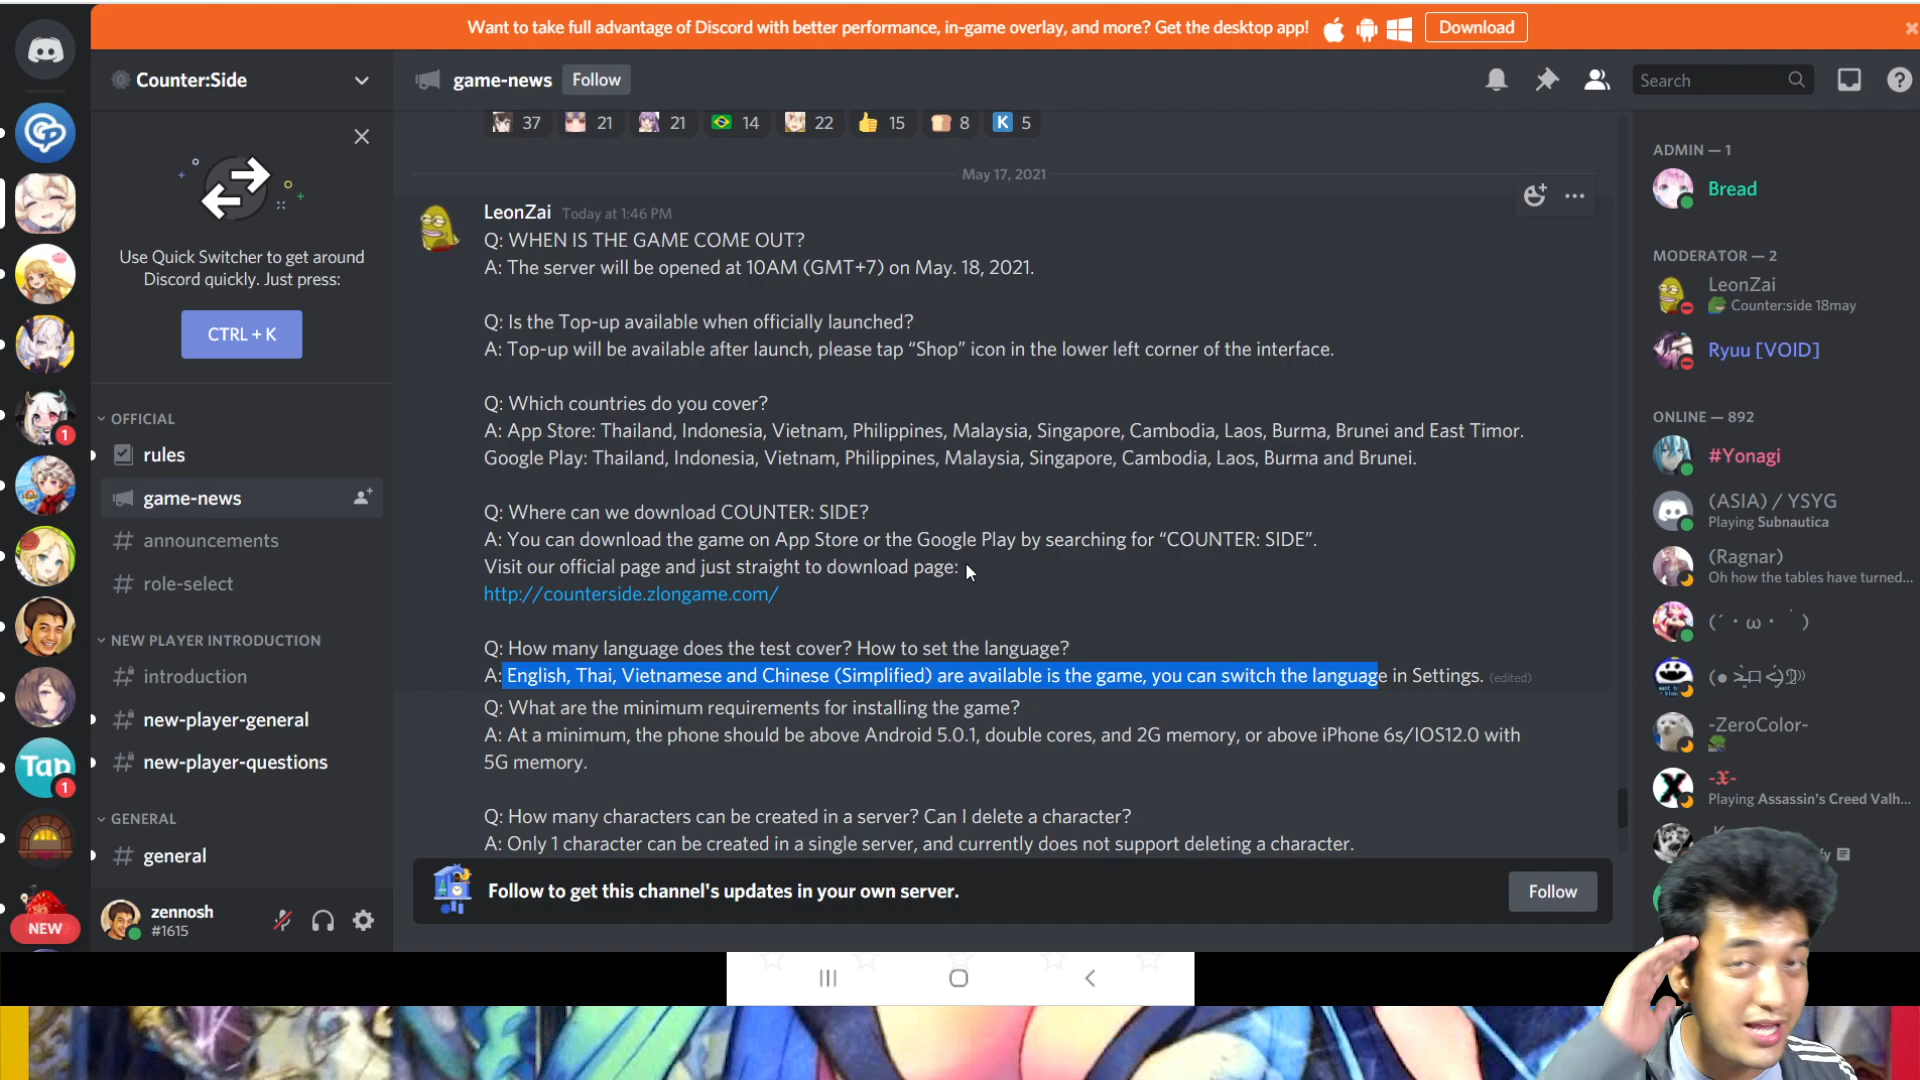 Want to take full advantage of Discord with better performance, in-game overlay, and more? Get the desktop app!
Download
Counter:Side
game-news
Follow
Search
37
21
21
14
22
15
8
K 5
Use Quick Switcher to get around
Discord quickly. Just press:
CTRL + K
OFFICIAL
rules
game-news
announcements
role-select
NEW PLAYER INTRODUCTION
introduction
new-player-general
new-player-questions
GENERAL
general
zennosh
#1615
1
Tap
1
NEW
May 17, 2021
LeonZai Today at 1:46 PM
Q: WHEN IS THE GAME COME OUT?
A: The server will be opened at 10AM (GMT+7) on May. 18, 2021.
Q: Is the Top-up available when officially launched?
A: Top-up will be available after launch, please tap “Shop” icon in the lower left corner of the interface.
Q: Which countries do you cover?
A: App Store: Thailand, Indonesia, Vietnam, Philippines, Malaysia, Singapore, Cambodia, Laos, Burma, Brunei and East Timor.
Google Play: Thailand, Indonesia, Vietnam, Philippines, Malaysia, Singapore, Cambodia, Laos, Burma and Brunei.
Q: Where can we download COUNTER: SIDE?
A: You can download the game on App Store or the Google Play by searching for “COUNTER: SIDE”.
Visit our official page and just straight to download page:
http://counterside.zlongame.com/
Q: How many language does the test cover? How to set the language?
A: English, Thai, Vietnamese and Chinese (Simplified) are available is the game, you can switch the language in Settings. (edited)
Q: What are the minimum requirements for installing the game?
A: At a minimum, the phone should be above Android 5.0.1, double cores, and 2G memory, or above iPhone 6s/IOS12.0 with
5G memory.
Q: How many characters can be created in a server? Can I delete a character?
A: Only 1 character can be created in a single server, and currently does not support deleting a character.
Follow to get this channel's updates in your own server.
Follow
ADMIN — 1
Bread
MODERATOR — 2
LeonZai
Counter:side 18may
Ryuu [VOID]
ONLINE — 892
#Yonagi
(ASIA) / YSYG
Playing Subnautica
(Ragnar)
Oh how the tables have turned...
-ZeroColor-
Playing Assassin's Creed Valh...